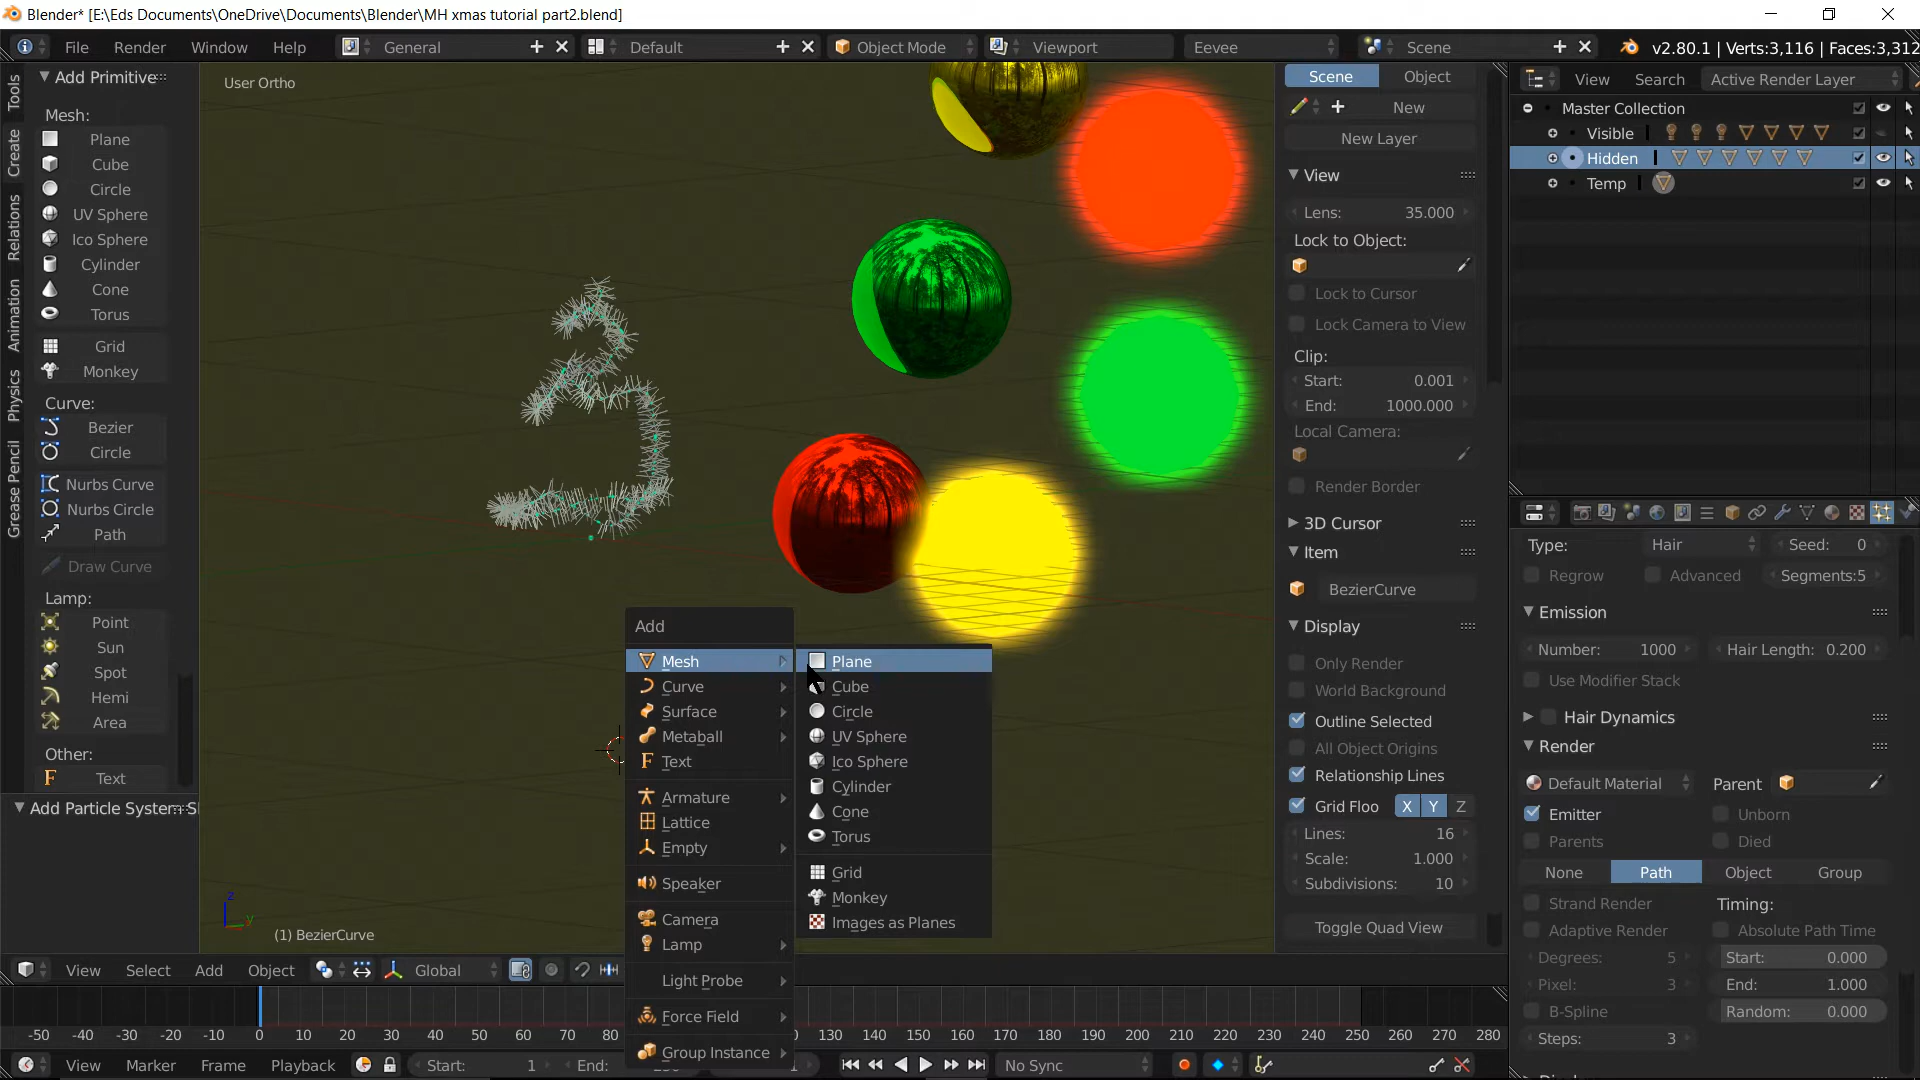 Blender* [E:\Eds Documents\OneDrive\Documents\Blender\MH xmas tutorial part2.blend]
File Render Window Help General Default Object Mode Viewport Eevee Scene v2.80.1 | Verts:3,116 | Faces:3,312
Tools
Create
Relations
Animation
Physics
Grease Pencil
Add Primitive
Mesh:
Plane
Cube
Circle
UV Sphere
Ico Sphere
Cylinder
Cone
Torus
Grid
Monkey
Curve:
Bezier
Circle
Nurbs Curve
Nurbs Circle
Path
Draw Curve
Lamp:
Point
Sun
Spot
Hemi
Area
Other:
Text
Add Particle System
User Ortho
(1) BezierCurve
z
y
Add
Mesh
Curve
Surface
Metaball
Text
Armature
Lattice
Empty
Speaker
Camera
Lamp
Light Probe
Force Field
Group Instance
Plane
Cube
Circle
UV Sphere
Ico Sphere
Cylinder
Cone
Torus
Grid
Monkey
Images as Planes
Scene Object
New
New Layer
View
Lens: 35.000
Lock to Object:
Lock to Cursor
Lock Camera to View
Clip:
Start: 0.001
End: 1000.000
Local Camera:
Render Border
3D Cursor
Item
BezierCurve
Display
Only Render
World Background
Outline Selected
All Object Origins
Relationship Lines
Grid Floo X Y Z
Lines: 16
Scale: 1.000
Subdivisions: 10
Toggle Quad View
View Search Active Render Layer
Master Collection
Visible
Hidden
Temp
Type: Hair Seed: 0
Regrow Advanced Segments:5
Emission
Number: 1000 Hair Length: 0.200
Use Modifier Stack
Hair Dynamics
Render
Default Material Parent
Emitter Unborn
Parents Died
None Path Object Group
Strand Render Timing:
Adaptive Render Absolute Path Time
Degrees: 5 Start: 0.000
Pixel: 3 End: 1.000
B-Spline Random: 0.000
Steps: 3
View Select Add Object Global
-50 -40 -30 -20 -10 0 10 20 30 40 50 60 70 80 130 140 150 160 170 180 190 200 210 220 230 240 250 260 270 280
View Marker Frame Playback Start: 1 End: No Sync